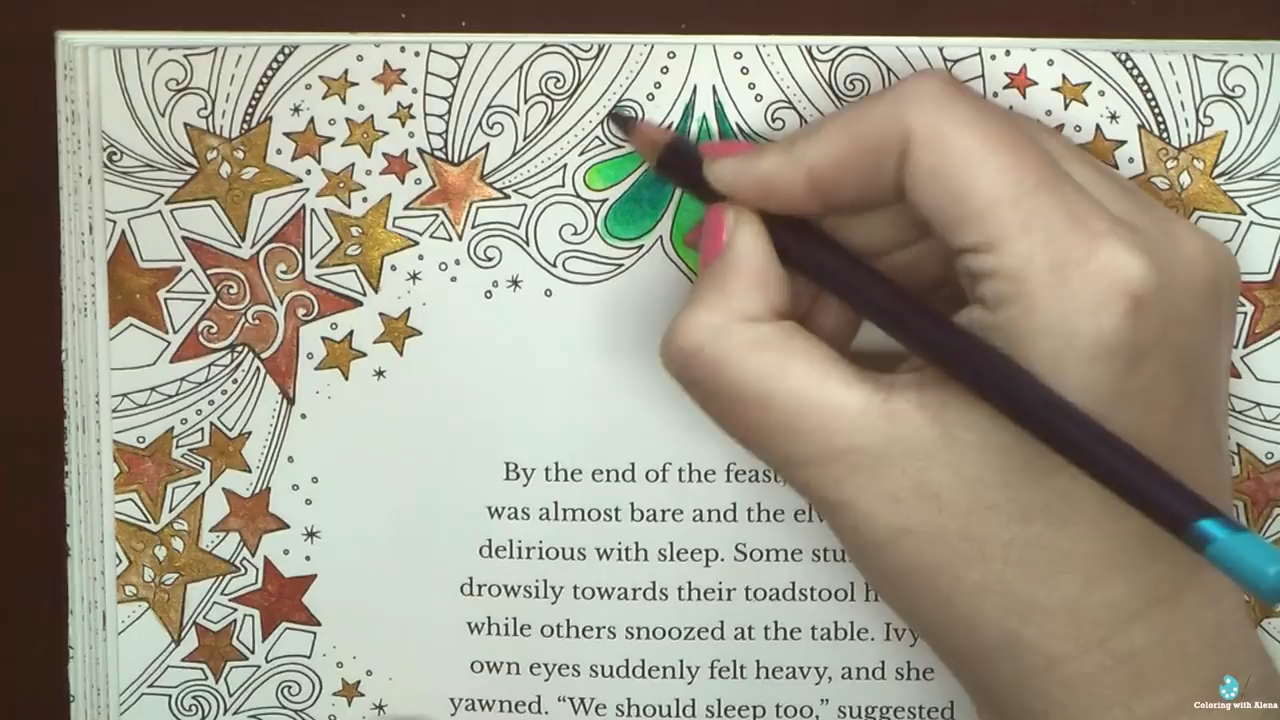 By the end of the feast,
was almost bare and the
delirious with sleep. Some
drowsily towards their toadstool
while others snoozed at the table. Ivy
own eyes suddenly felt heavy, and she
yawned. “We should sleep too,” suggested
Coloring with Alena